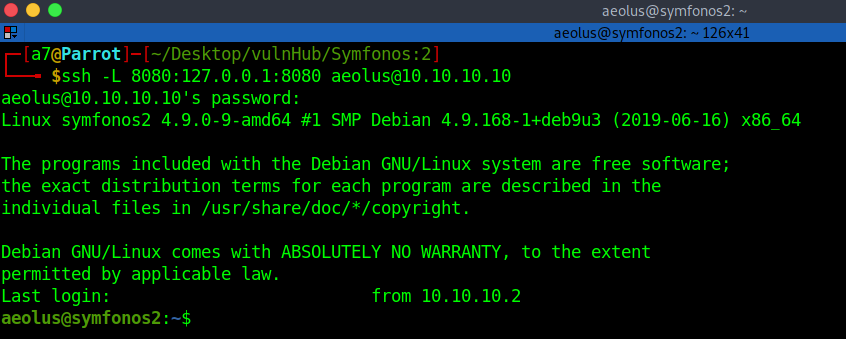 aeolus@symfonos2: ~
aeolus@symfonos2: ~ 126x41
[a7@Parrot]-[~/Desktop/vulnHub/Symfonos:2]
$ssh -L 8080:127.0.0.1:8080 aeolus@10.10.10.10
aeolus@10.10.10.10's password:
Linux symfonos2 4.9.0-9-amd64 #1 SMP Debian 4.9.168-1+deb9u3 (2019-06-16) x86_64
The programs included with the Debian GNU/Linux system are free software;
the exact distribution terms for each program are described in the
individual files in /usr/share/doc/*/copyright.
Debian GNU/Linux comes with ABSOLUTELY NO WARRANTY, to the extent
permitted by applicable law.
Last login: from 10.10.10.2
aeolus@symfonos2:~$